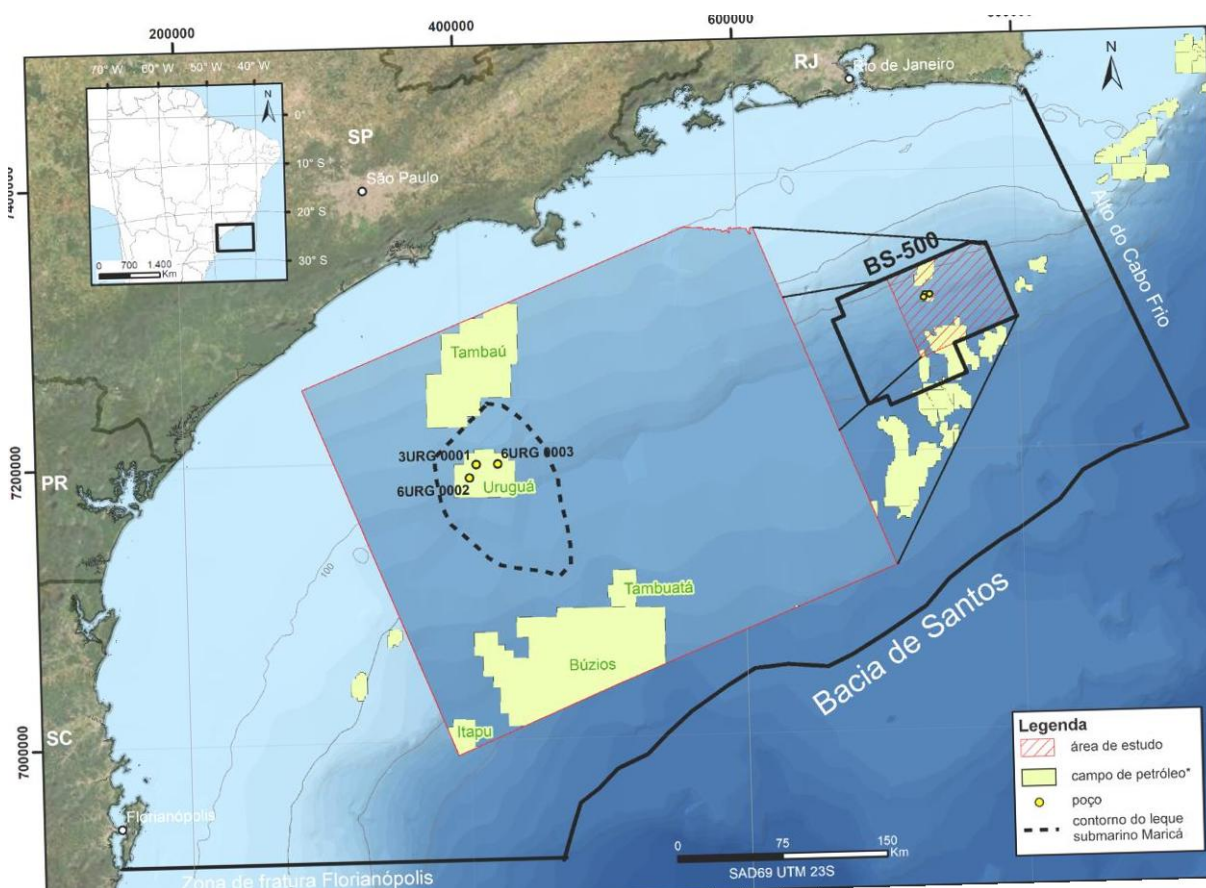 200000
400000
600000
70° W
60° W
50° W
40° W
N
0°
10° S
20° S
30° S
0
700
1.400
Km
RJ
Rio de Janeiro
N
SP
São Paulo
Alto do Cabo Frio
BS-500
Tambaú
3URG 0001
6URG 0003
6URG 0002
Uruguá
7200000
PR
100
Tambuatá
Búzios
Itapu
Bacia de Santos
7000000
SC
Florianópolis
Zona de fratura Florianópolis
Legenda
área de estudo
campo de petróleo*
poço
contorno do leque
submarino Maricá
0
75
150
Km
SAD69 UTM 23S